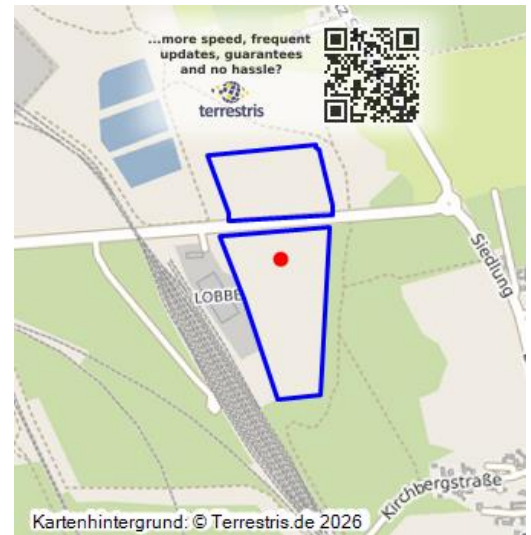 ...more speed, frequent
updates, guarantees
and no hassle?
terrestris
Siedlung
LOBBE
Kirchbergstraße
Kartenhintergrund: © Terrestris.de 2026